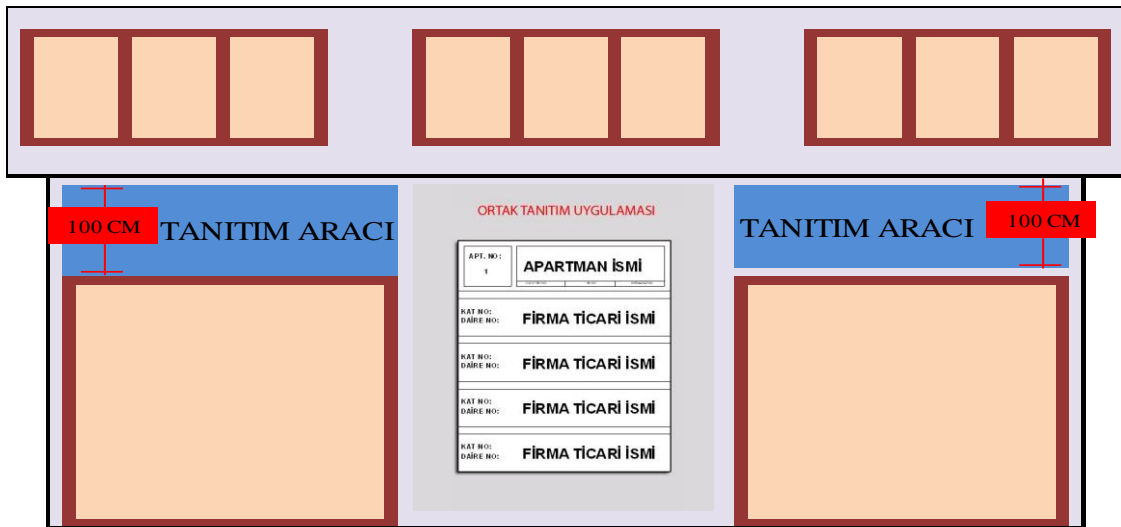 ORTAK TANITIM UYGULAMASI
100 CM
TANITIM ARACI
TANITIM ARACI
100 CM
APT. NO:
1
APARTMAN İSMİ
KAT NO:
DAİRE NO:
FİRMA TİCARİ İSMİ
KAT NO:
DAİRE NO:
FİRMA TİCARİ İSMİ
KAT NO:
DAİRE NO:
FİRMA TİCARİ İSMİ
KAT NO:
DAİRE NO:
FİRMA TİCARİ İSMİ